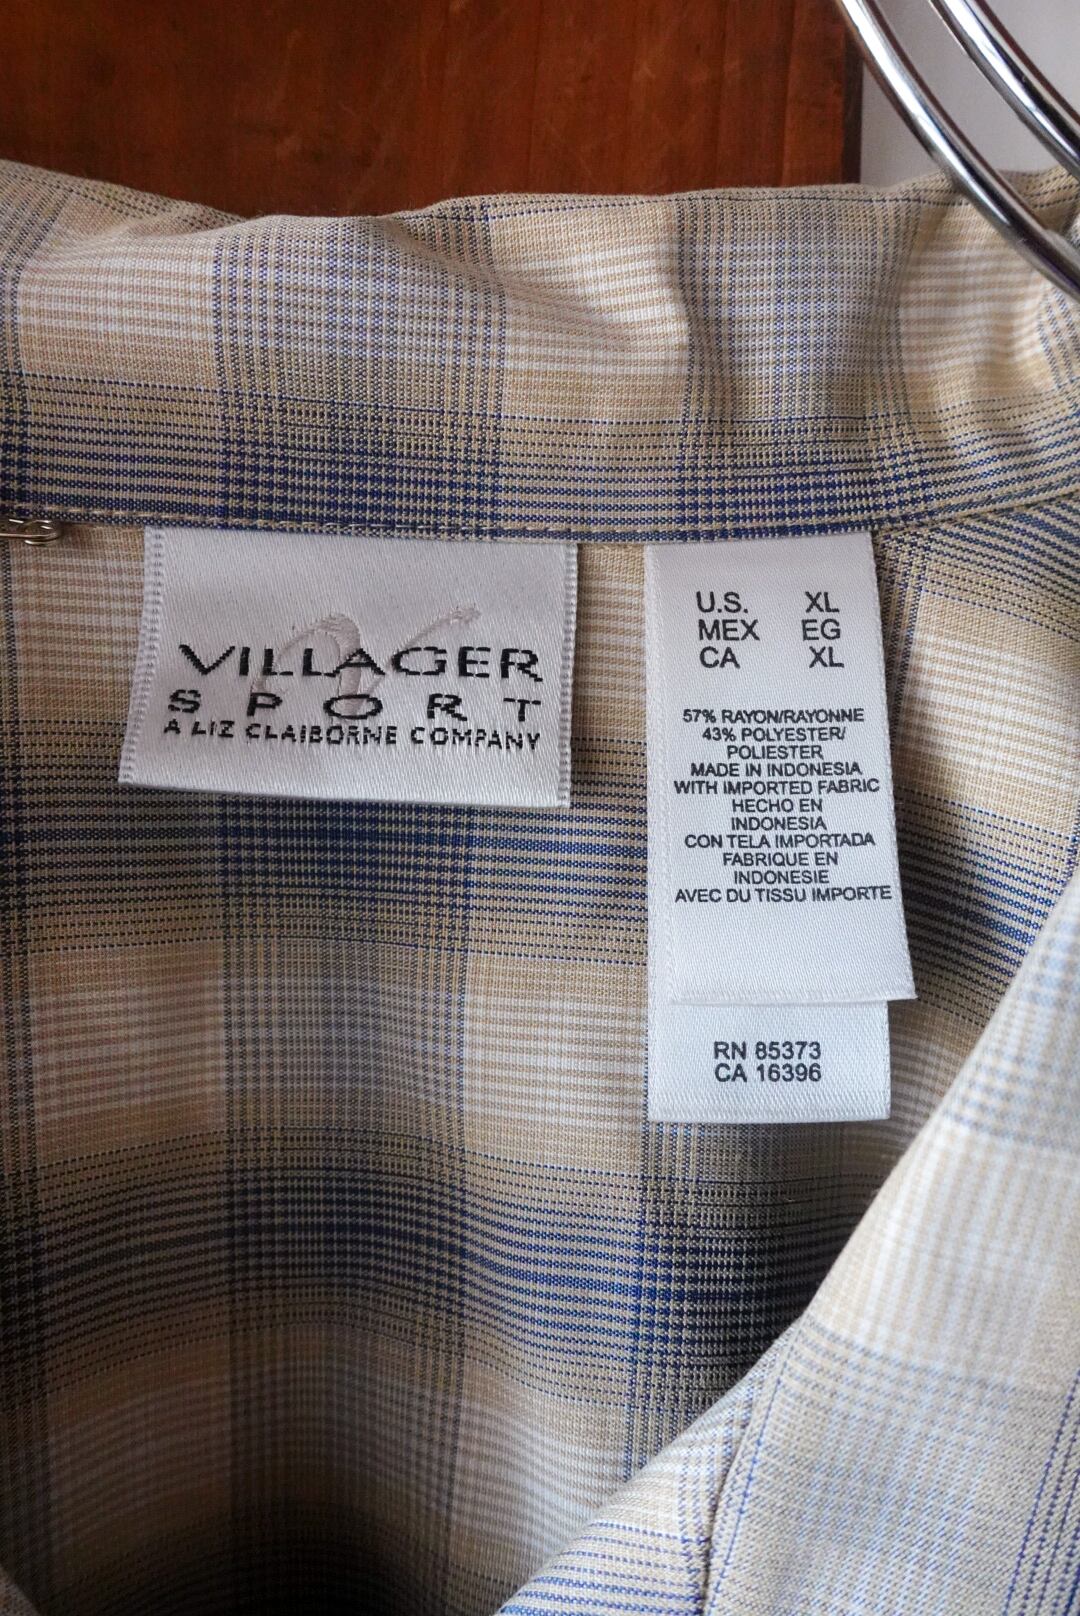 VILLAGER
SPORT
A LIZ CLAIBORNE COMPANY
U.S. XL
MEX EG
CA XL
57% RAYON/RAYONNE
43% POLYESTER/
POLIESTER
MADE IN INDONESIA
WITH IMPORTED FABRIC
HECHO EN
INDONESIA
CON TELA IMPORTADA
FABRIQUE EN
INDONESIE
AVEC DU TISSU IMPORTE
RN 85373
CA 16396